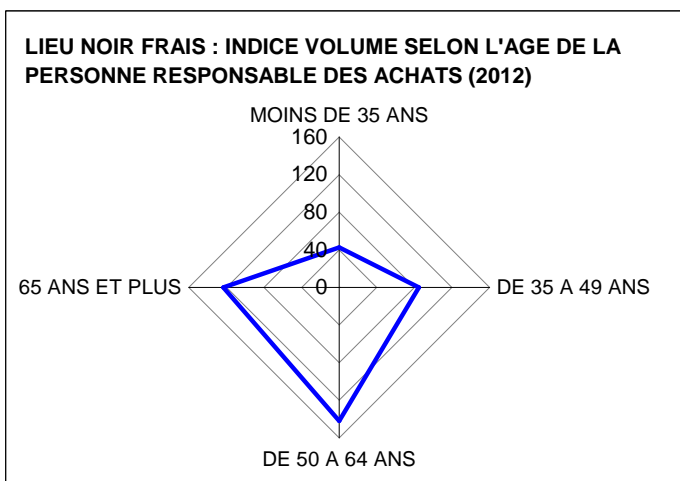 LIEU NOIR FRAIS : INDICE VOLUME SELON L'AGE DE LA
PERSONNE RESPONSABLE DES ACHATS (2012)
MOINS DE 35 ANS
160
120
80
40
0
65 ANS ET PLUS
DE 35 A 49 ANS
DE 50 A 64 ANS